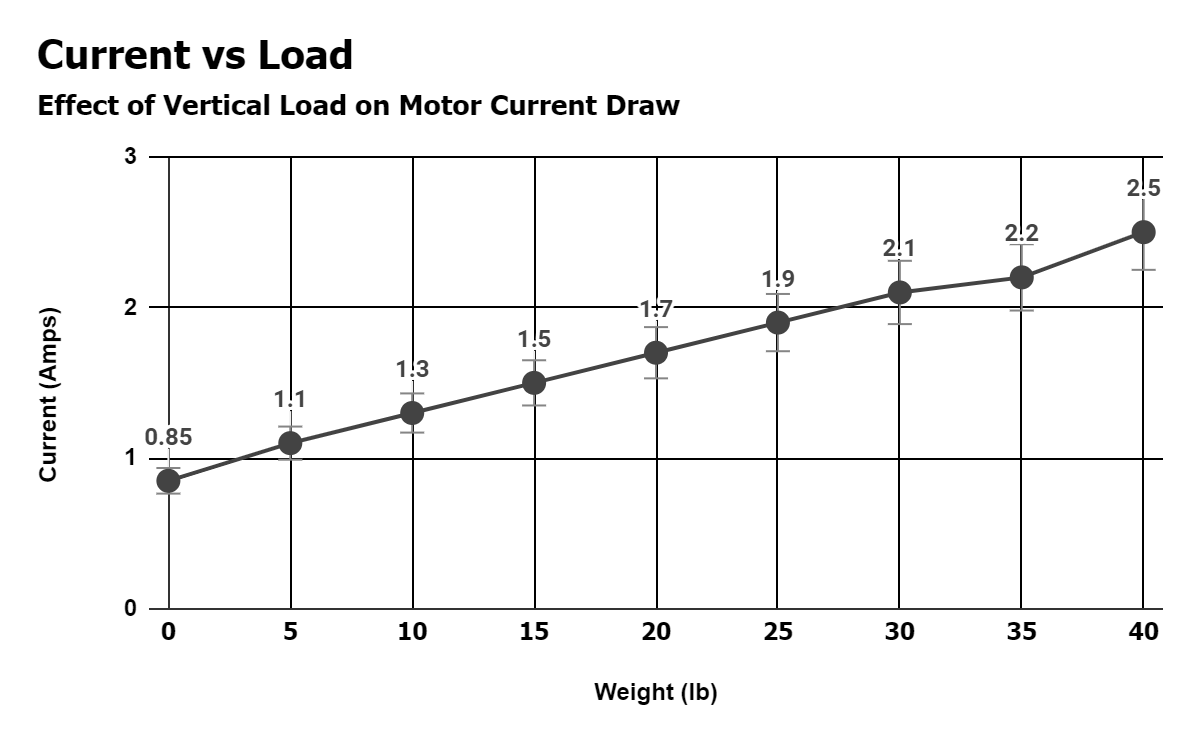 Current vs Load
Effect of Vertical Load on Motor Current Draw
3
2
1
0
Current (Amps)
0.85
1.1
1.3
1.5
1.7
1.9
2.1
2.2
2.5
0 5 10 15 20 25 30 35 40
Weight (lb)